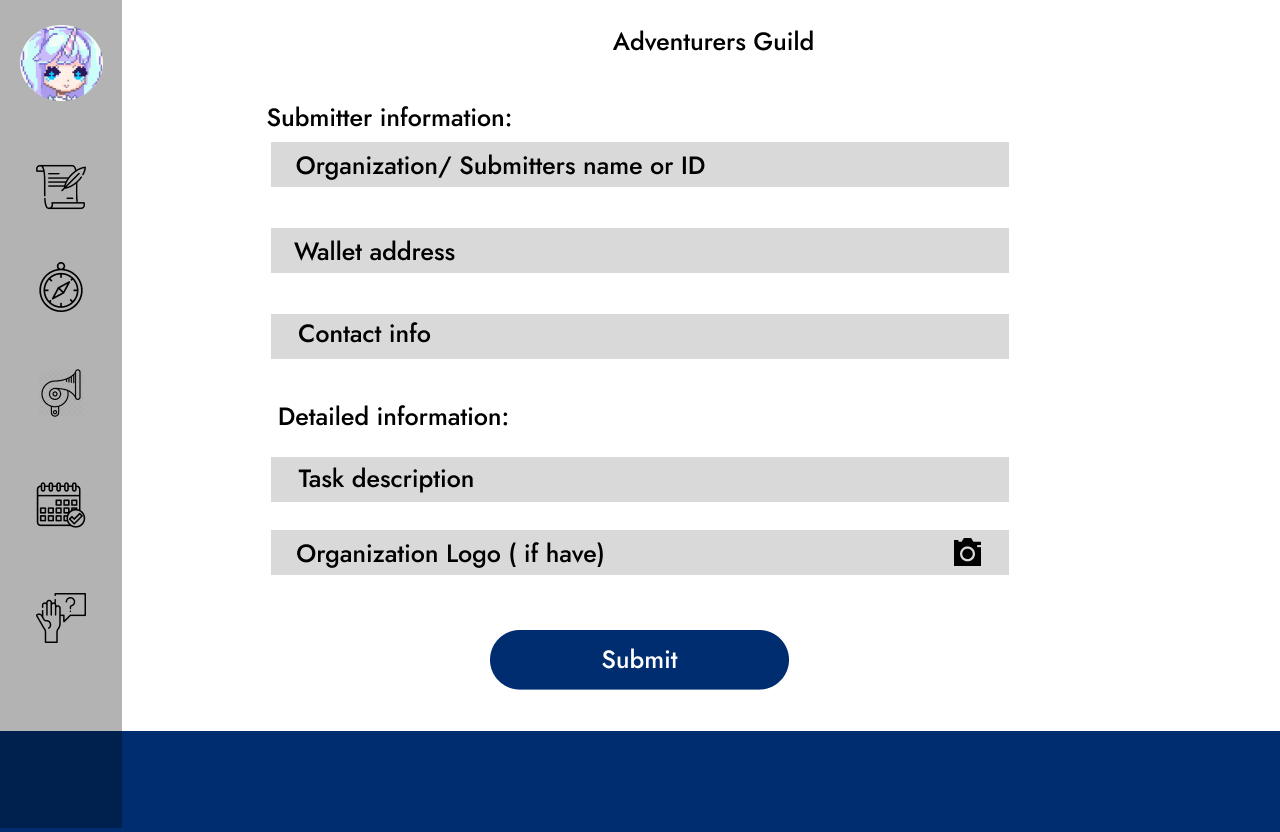 Adventurers Guild
Submitter information:
Organization/ Submitters name or ID
Wallet address
Contact info
Detailed information:
Task description
Organization Logo ( if have)
Submit
?